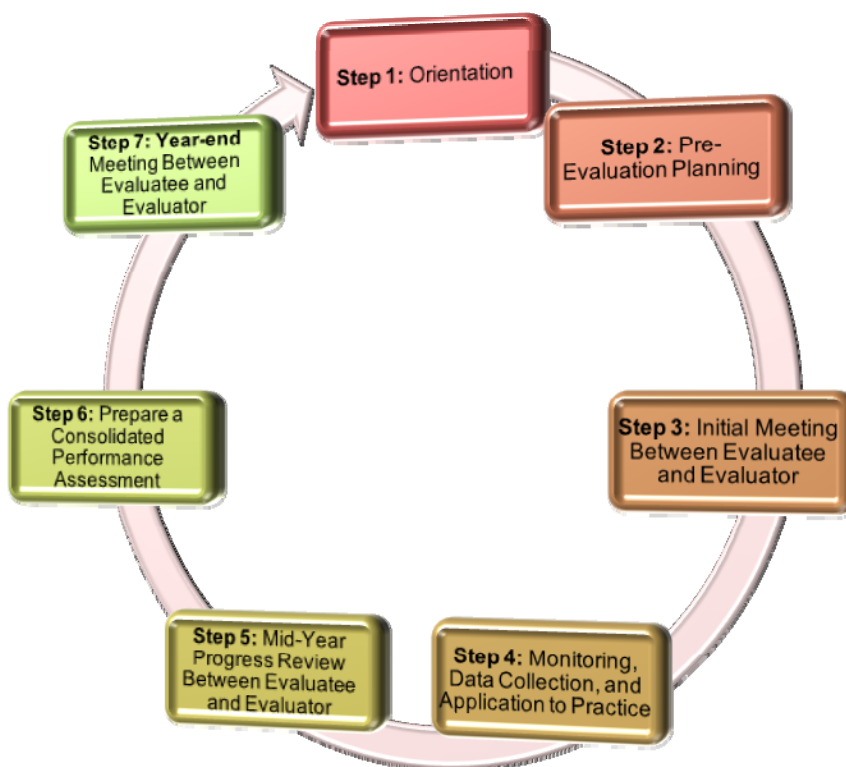 Step 1: Orientation
Step 2: Pre-
Evaluation Planning
Step 3: Initial Meeting
Between Evaluatee
and Evaluator
Step 4: Monitoring,
Data Collection, and
Application to Practice
Step 5: Mid-Year
Progress Review
Between Evaluatee
and Evaluator
Step 6: Prepare a
Consolidated
Performance
Assessment
Step 7: Year-end
Meeting Between
Evaluatee and
Evaluator